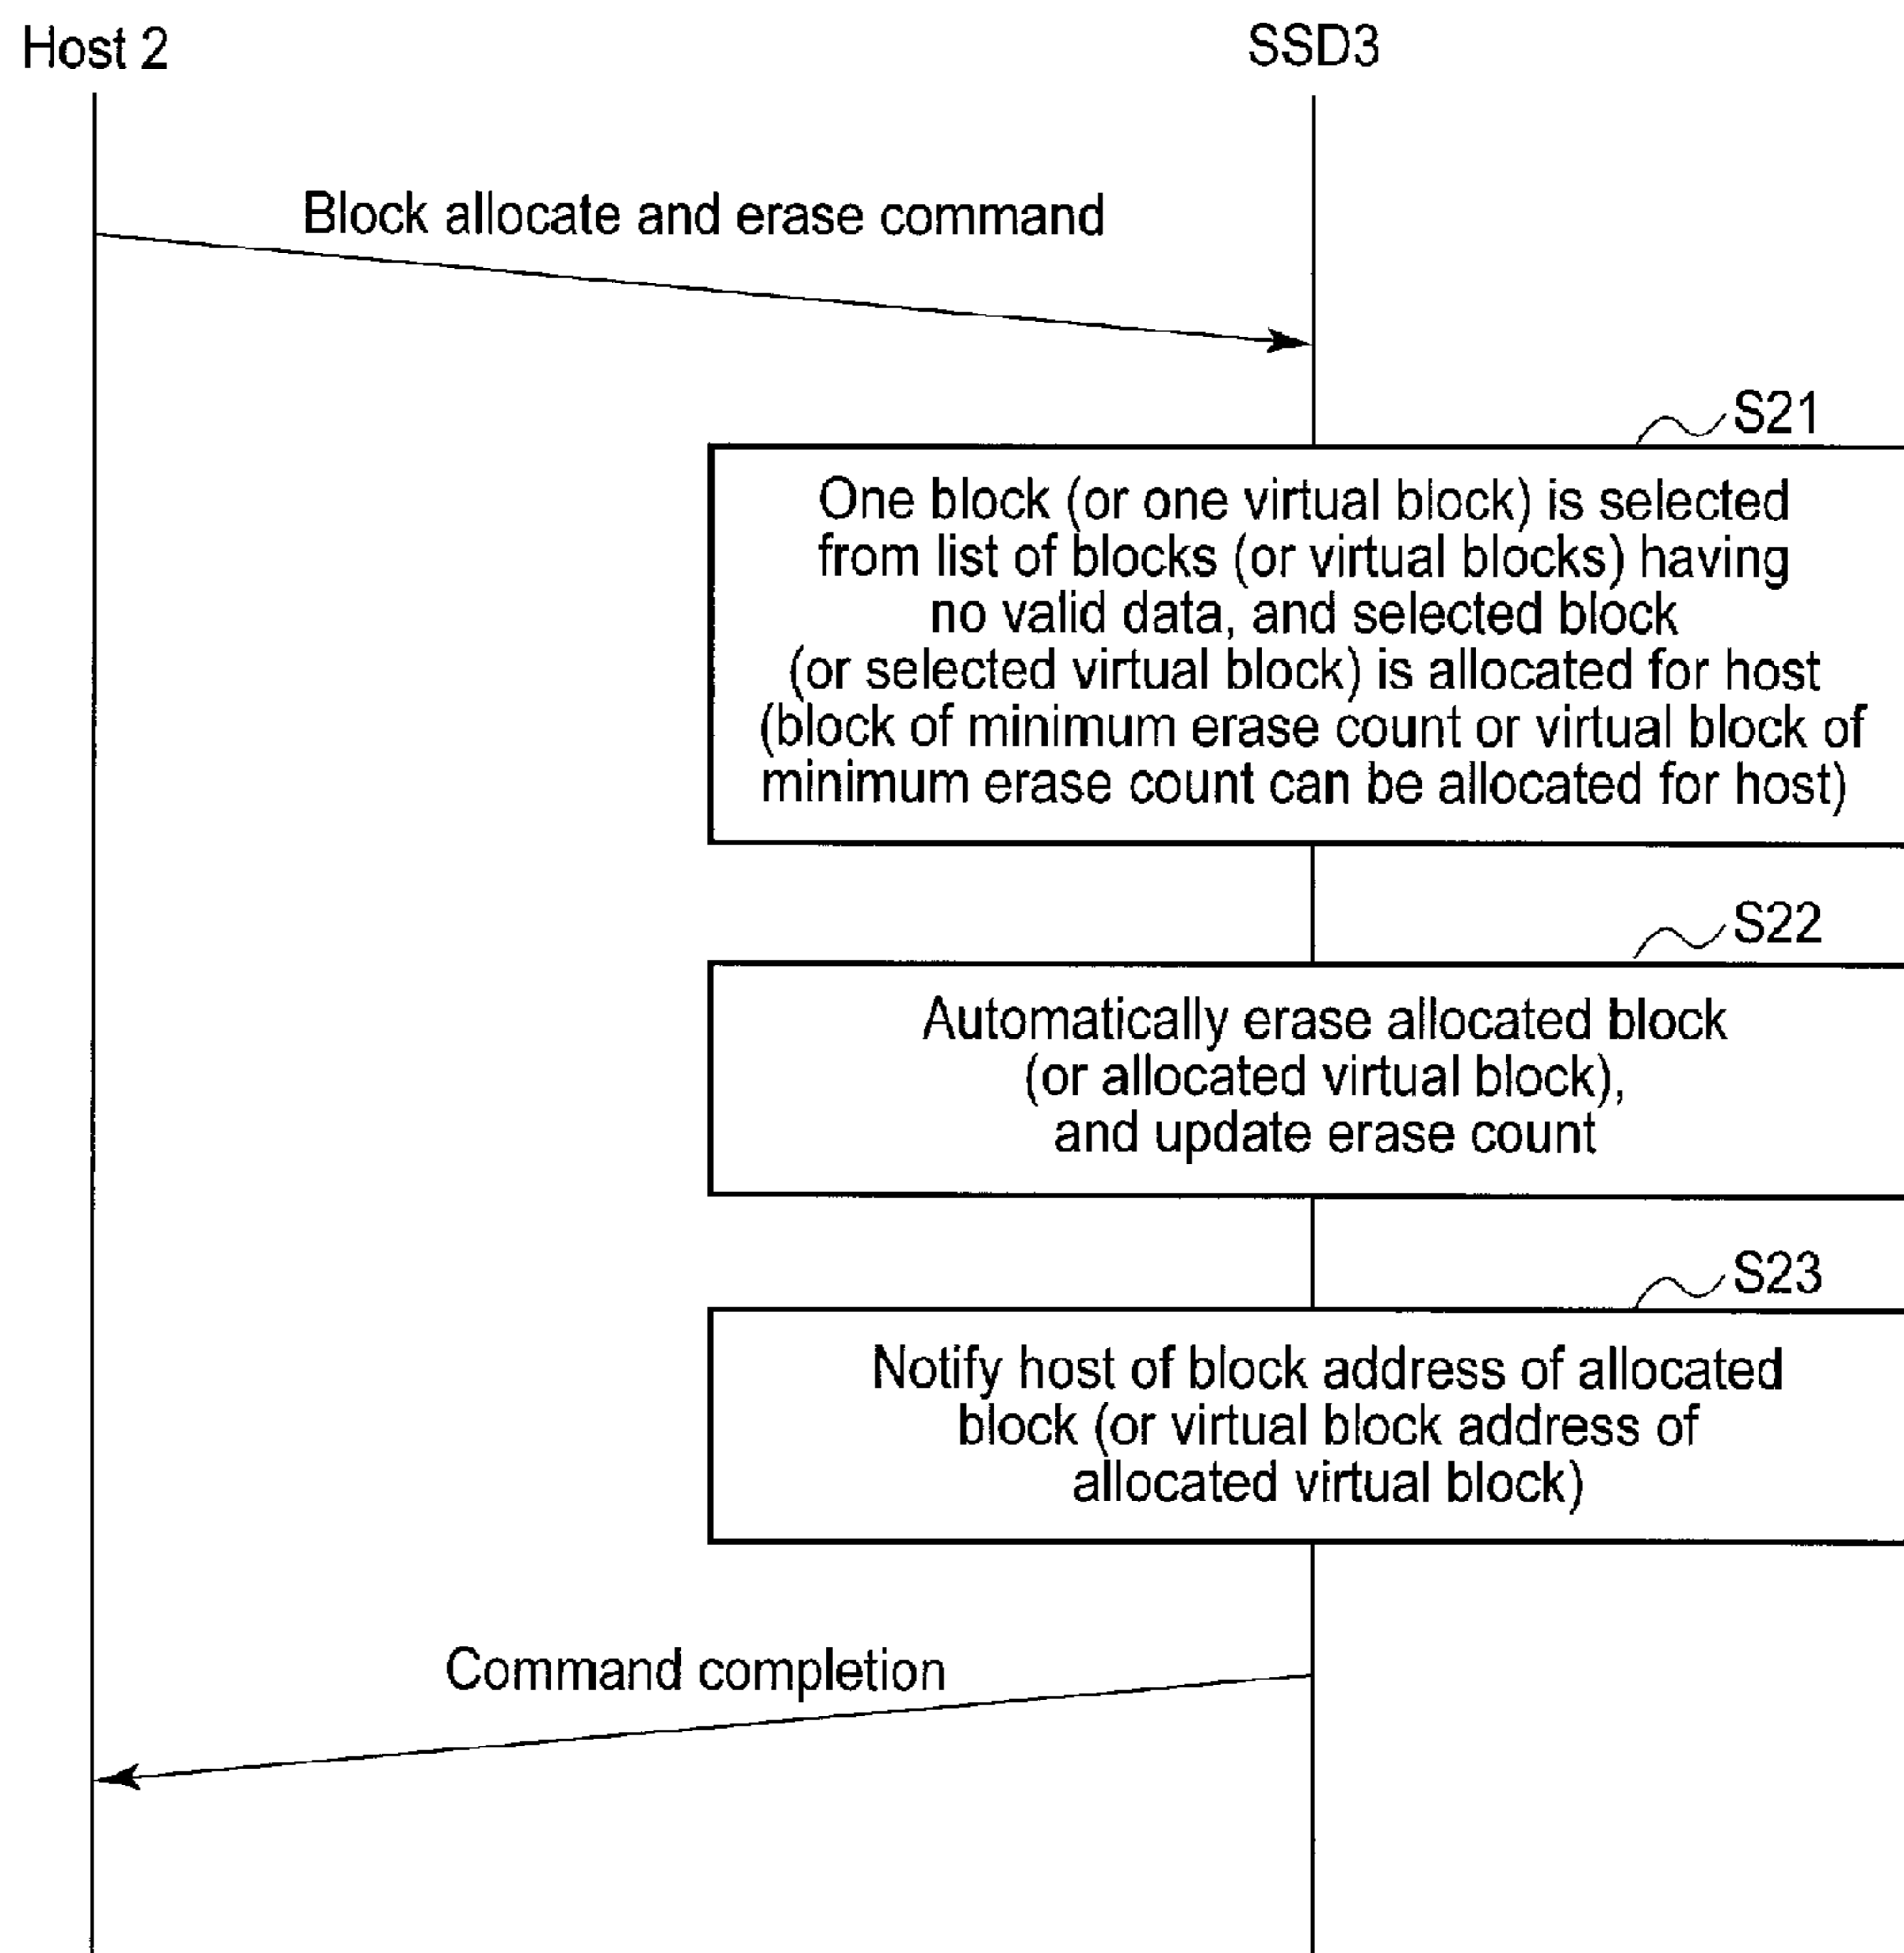 Host 2
SSD3
Block allocate and erase command
S21
One block (or one virtual block) is selected
from list of blocks (or virtual blocks) having
no valid data, and selected block
(or selected virtual block) is allocated for host
(block of minimum erase count or virtual block of
minimum erase count can be allocated for host)
S22
Automatically erase allocated block
(or allocated virtual block),
and update erase count
S23
Notify host of block address of allocated
block (or virtual block address of
allocated virtual block)
Command completion